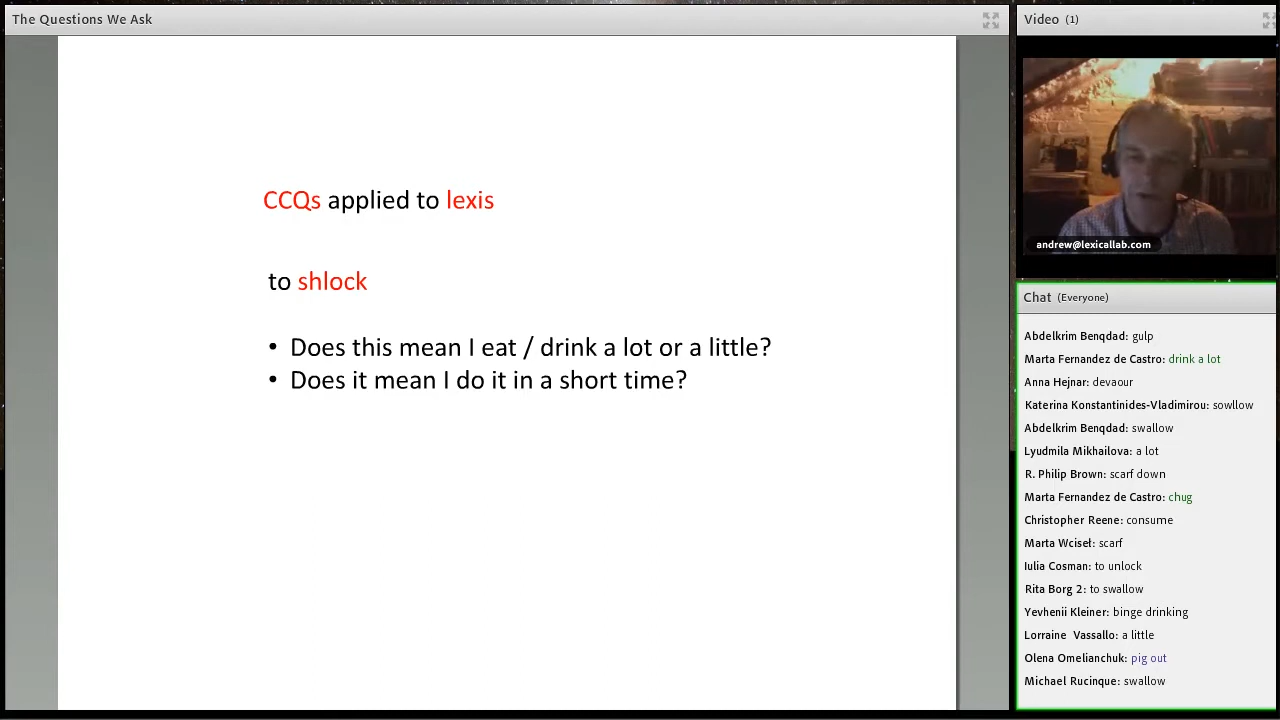 The Questions We Ask
CCQs applied to lexis
to shlock
• Does this mean I eat / drink a lot or a little?
• Does it mean I do it in a short time?
Video (1)
andrew@lexicallab.com
Chat (Everyone)
Abdelkrim Benqdad: gulp
Marta Fernandez de Castro: drink a lot
Anna Hejnar: devaour
Katerina Konstantinides-Vladimirou: sowllow
Abdelkrim Benqdad: swallow
Lyudmila Mikhailova: a lot
R. Philip Brown: scarf down
Marta Fernandez de Castro: chug
Christopher Reene: consume
Marta Wciseł: scarf
Iulia Cosman: to unlock
Rita Borg 2: to swallow
Yevhenii Kleiner: binge drinking
Lorraine Vassallo: a little
Olena Omelianchuk: pig out
Michael Rucinque: swallow